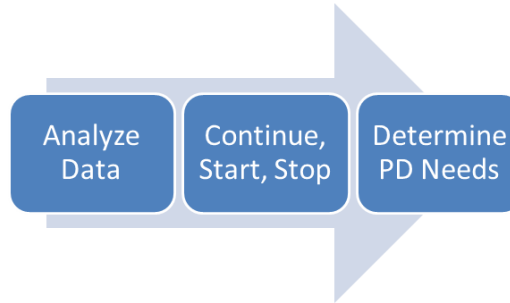 Analyze
Data
Continue,
Start, Stop
Determine
PD Needs